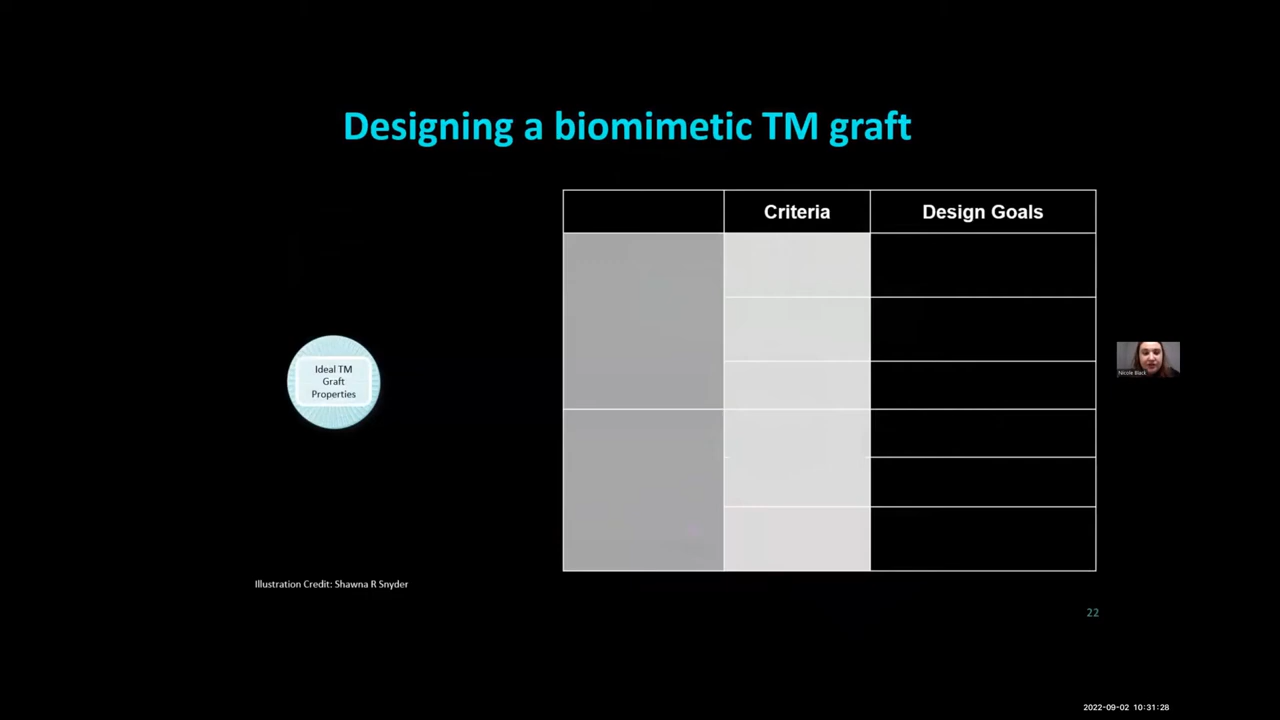 Designing a biomimetic TM graft
Criteria
Design Goals
Ideal TM
Graft
Properties
Nicole Black
Illustration Credit: Shawna R Snyder
22
2022-09-02 10:31:28